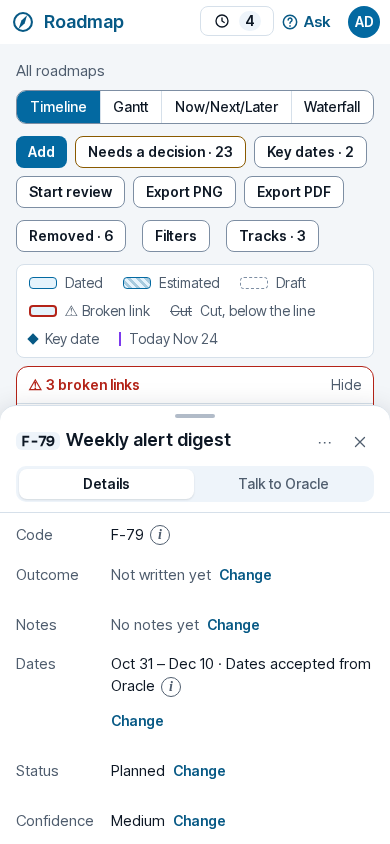 Roadmap
4
Ask
AD
All roadmaps
Timeline Gantt Now/Next/Later Waterfall
Add Needs a decision · 23 Key dates · 2
Start review Export PNG Export PDF
Removed · 6 Filters Tracks · 3
Dated Estimated Draft
⚠ Broken link Cut Cut, below the line
Key date Today Nov 24
⚠ 3 broken links Hide
F-79 Weekly alert digest ...
Details Talk to Oracle
Code F-79 i
Outcome Not written yet Change
Notes No notes yet Change
Dates Oct 31 – Dec 10 · Dates accepted from
Oracle i
Change
Status Planned Change
Confidence Medium Change